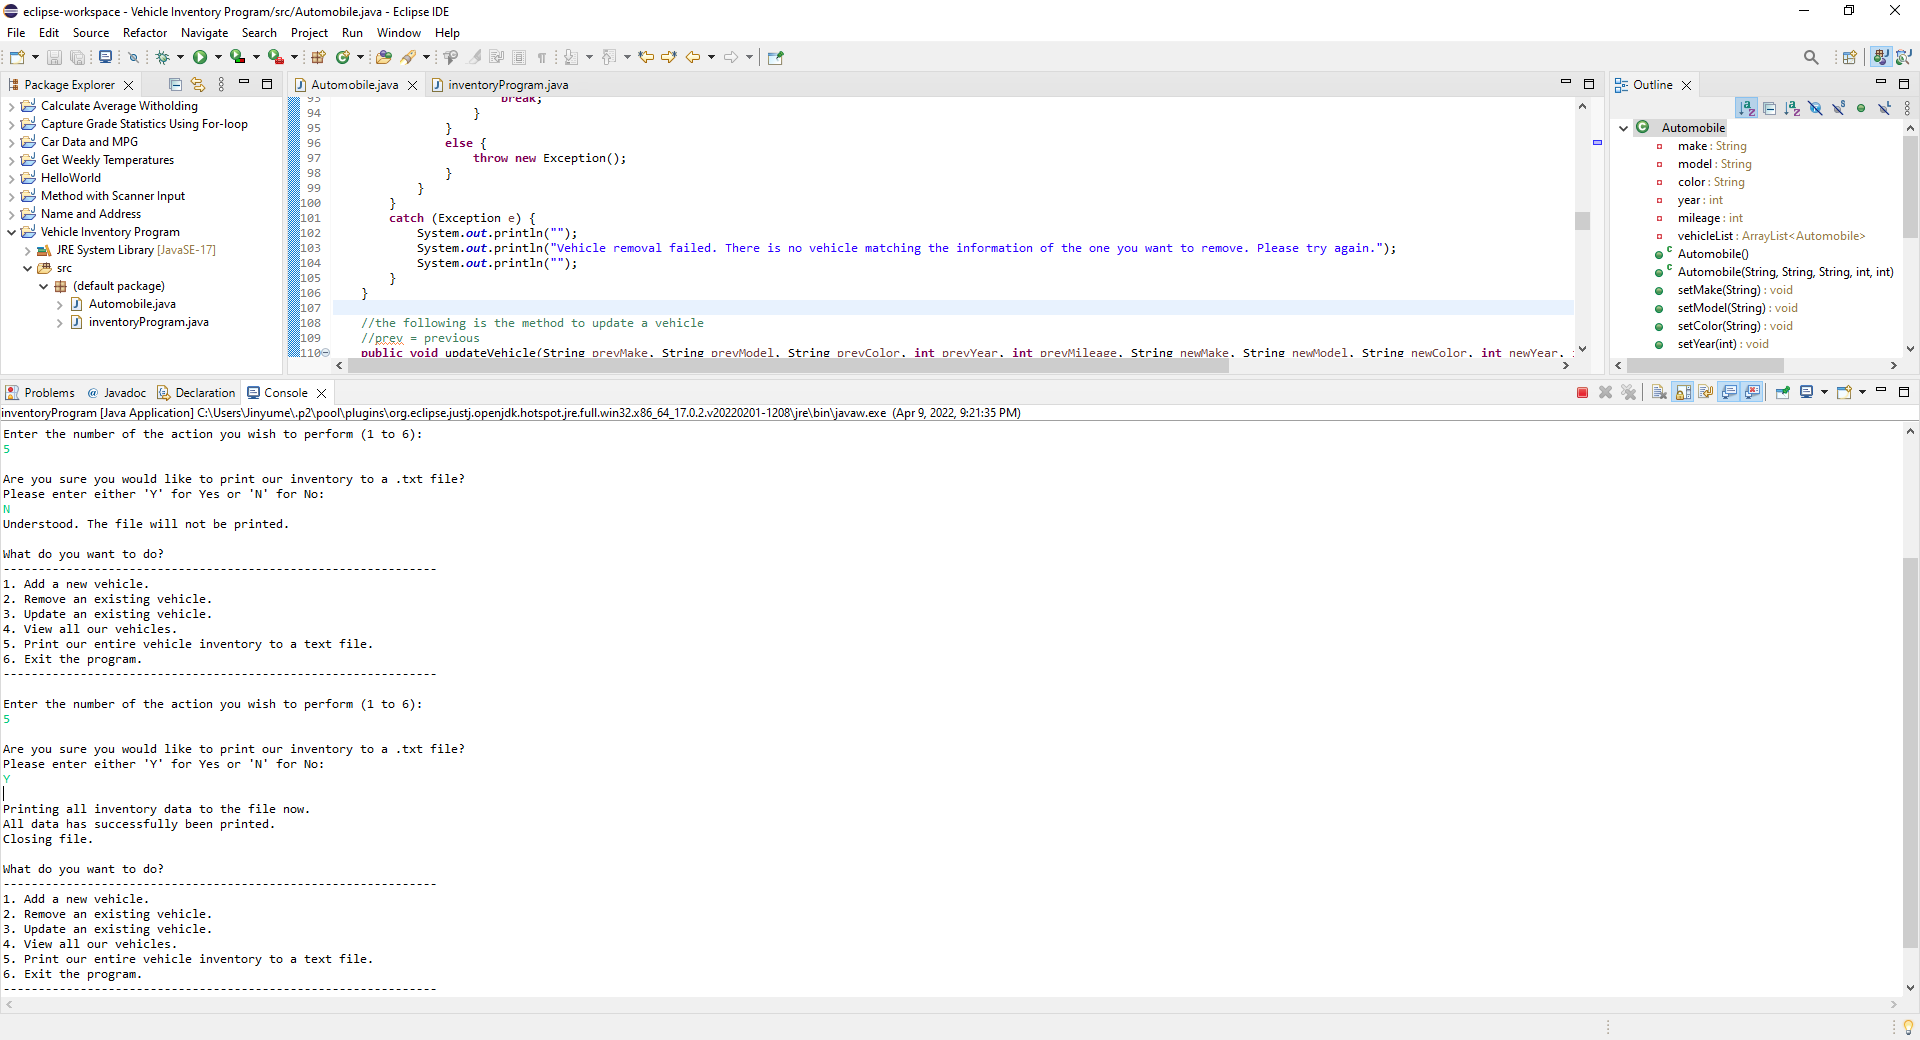 eclipse-workspace - Vehicle Inventory Program/src/Automobile.java - Eclipse IDE
File Edit Source Refactor Navigate Search Project Run Window Help
Package Explorer
Calculate Average Witholding
Capture Grade Statistics Using For-loop
Car Data and MPG
Get Weekly Temperatures
HelloWorld
Method with Scanner Input
Name and Address
Vehicle Inventory Program
JRE System Library [JavaSE-17]
src
(default package)
Automobile.java
inventoryProgram.java
Automobile.java inventoryProgram.java
93 break;
94 }
95 }
96 else {
97 throw new Exception();
98 }
99 }
100 }
101 catch (Exception e) {
102 System.out.println("");
103 System.out.println("Vehicle removal failed. There is no vehicle matching the information of the one you want to remove. Please try again.");
104 System.out.println("");
105 }
106 }
107
108 //the following is the method to update a vehicle
109 //prev = previous
110 public void updateVehicle(String prevMake, String prevModel, String prevColor, int prevYear, int prevMileage, String newMake, String newModel, String newColor, int newYear,
Outline
Automobile
make : String
model : String
color : String
year : int
mileage : int
vehicleList : ArrayList<Automobile>
Automobile()
Automobile(String, String, String, int, int)
setMake(String) : void
setModel(String) : void
setColor(String) : void
setYear(int) : void
Problems @ Javadoc Declaration Console
inventoryProgram [Java Application] C:\Users\Jinyume\.p2\pool\plugins\org.eclipse.justj.openjdk.hotspot.jre.full.win32.x86_64_17.0.2.v20220201-1208\jre\bin\javaw.exe (Apr 9, 2022, 9:21:35 PM)
Enter the number of the action you wish to perform (1 to 6):
5
Are you sure you would like to print our inventory to a .txt file?
Please enter either 'Y' for Yes or 'N' for No:
N
Understood. The file will not be printed.
What do you want to do?
--------------------------------------------------------------
1. Add a new vehicle.
2. Remove an existing vehicle.
3. Update an existing vehicle.
4. View all our vehicles.
5. Print our entire vehicle inventory to a text file.
6. Exit the program.
--------------------------------------------------------------
Enter the number of the action you wish to perform (1 to 6):
5
Are you sure you would like to print our inventory to a .txt file?
Please enter either 'Y' for Yes or 'N' for No:
Y
Printing all inventory data to the file now.
All data has successfully been printed.
Closing file.
What do you want to do?
--------------------------------------------------------------
1. Add a new vehicle.
2. Remove an existing vehicle.
3. Update an existing vehicle.
4. View all our vehicles.
5. Print our entire vehicle inventory to a text file.
6. Exit the program.
--------------------------------------------------------------